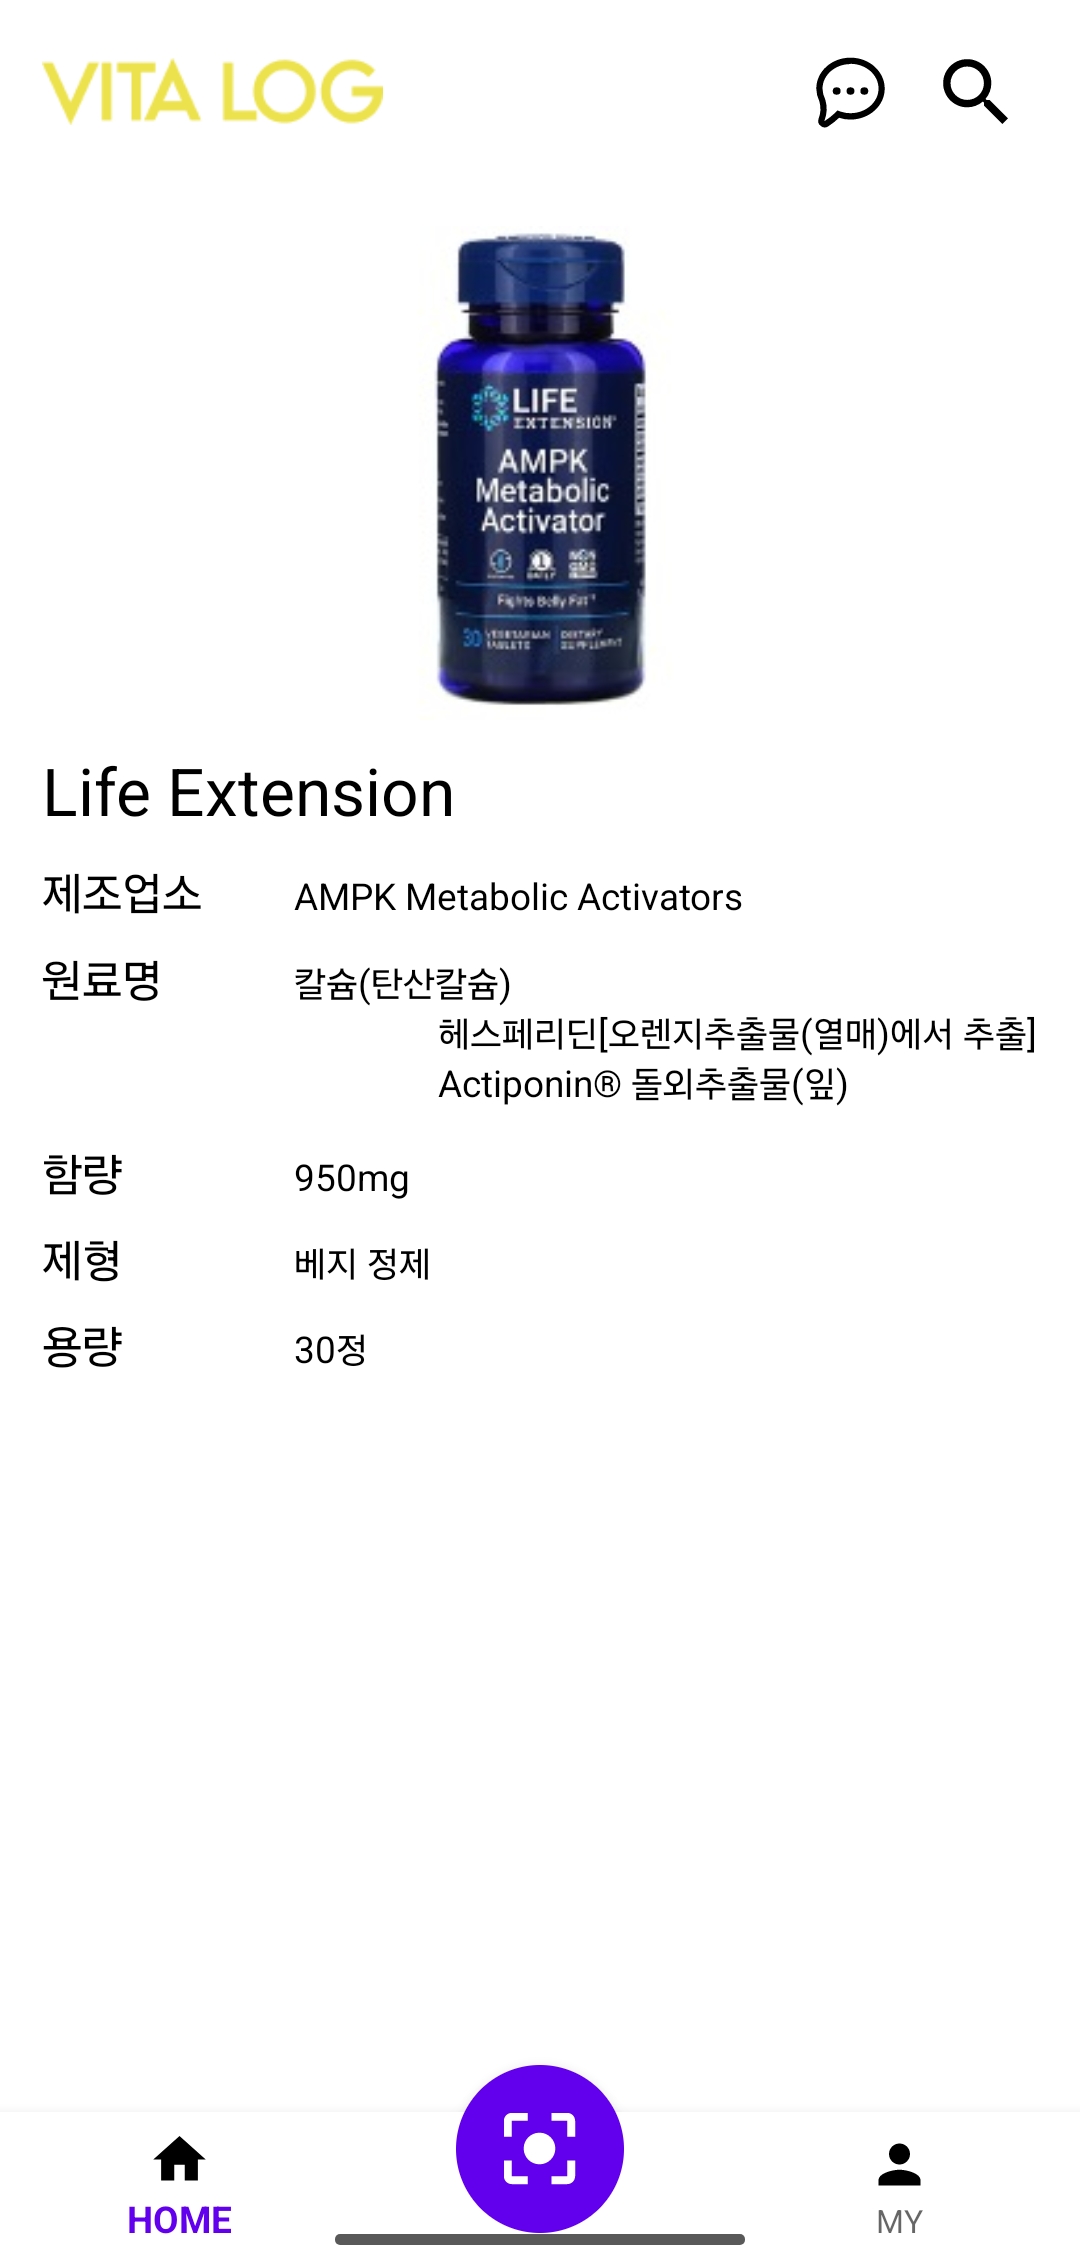 VITA LOG
LIFE
EXTENSION
AMPK
Metabolic
Activator
NON
GMO
Fights Belly Fat
30 VEGETARIAN TABLETS
DIETARY SUPPLEMENT
Life Extension
제조업소 AMPK Metabolic Activators
원료명 칼슘(탄산칼슘)
헤스페리딘[오렌지추출물(열매)에서 추출]
Actiponin® 돌외추출물(잎)
함량 950mg
제형 베지 정제
용량 30정
HOME
MY